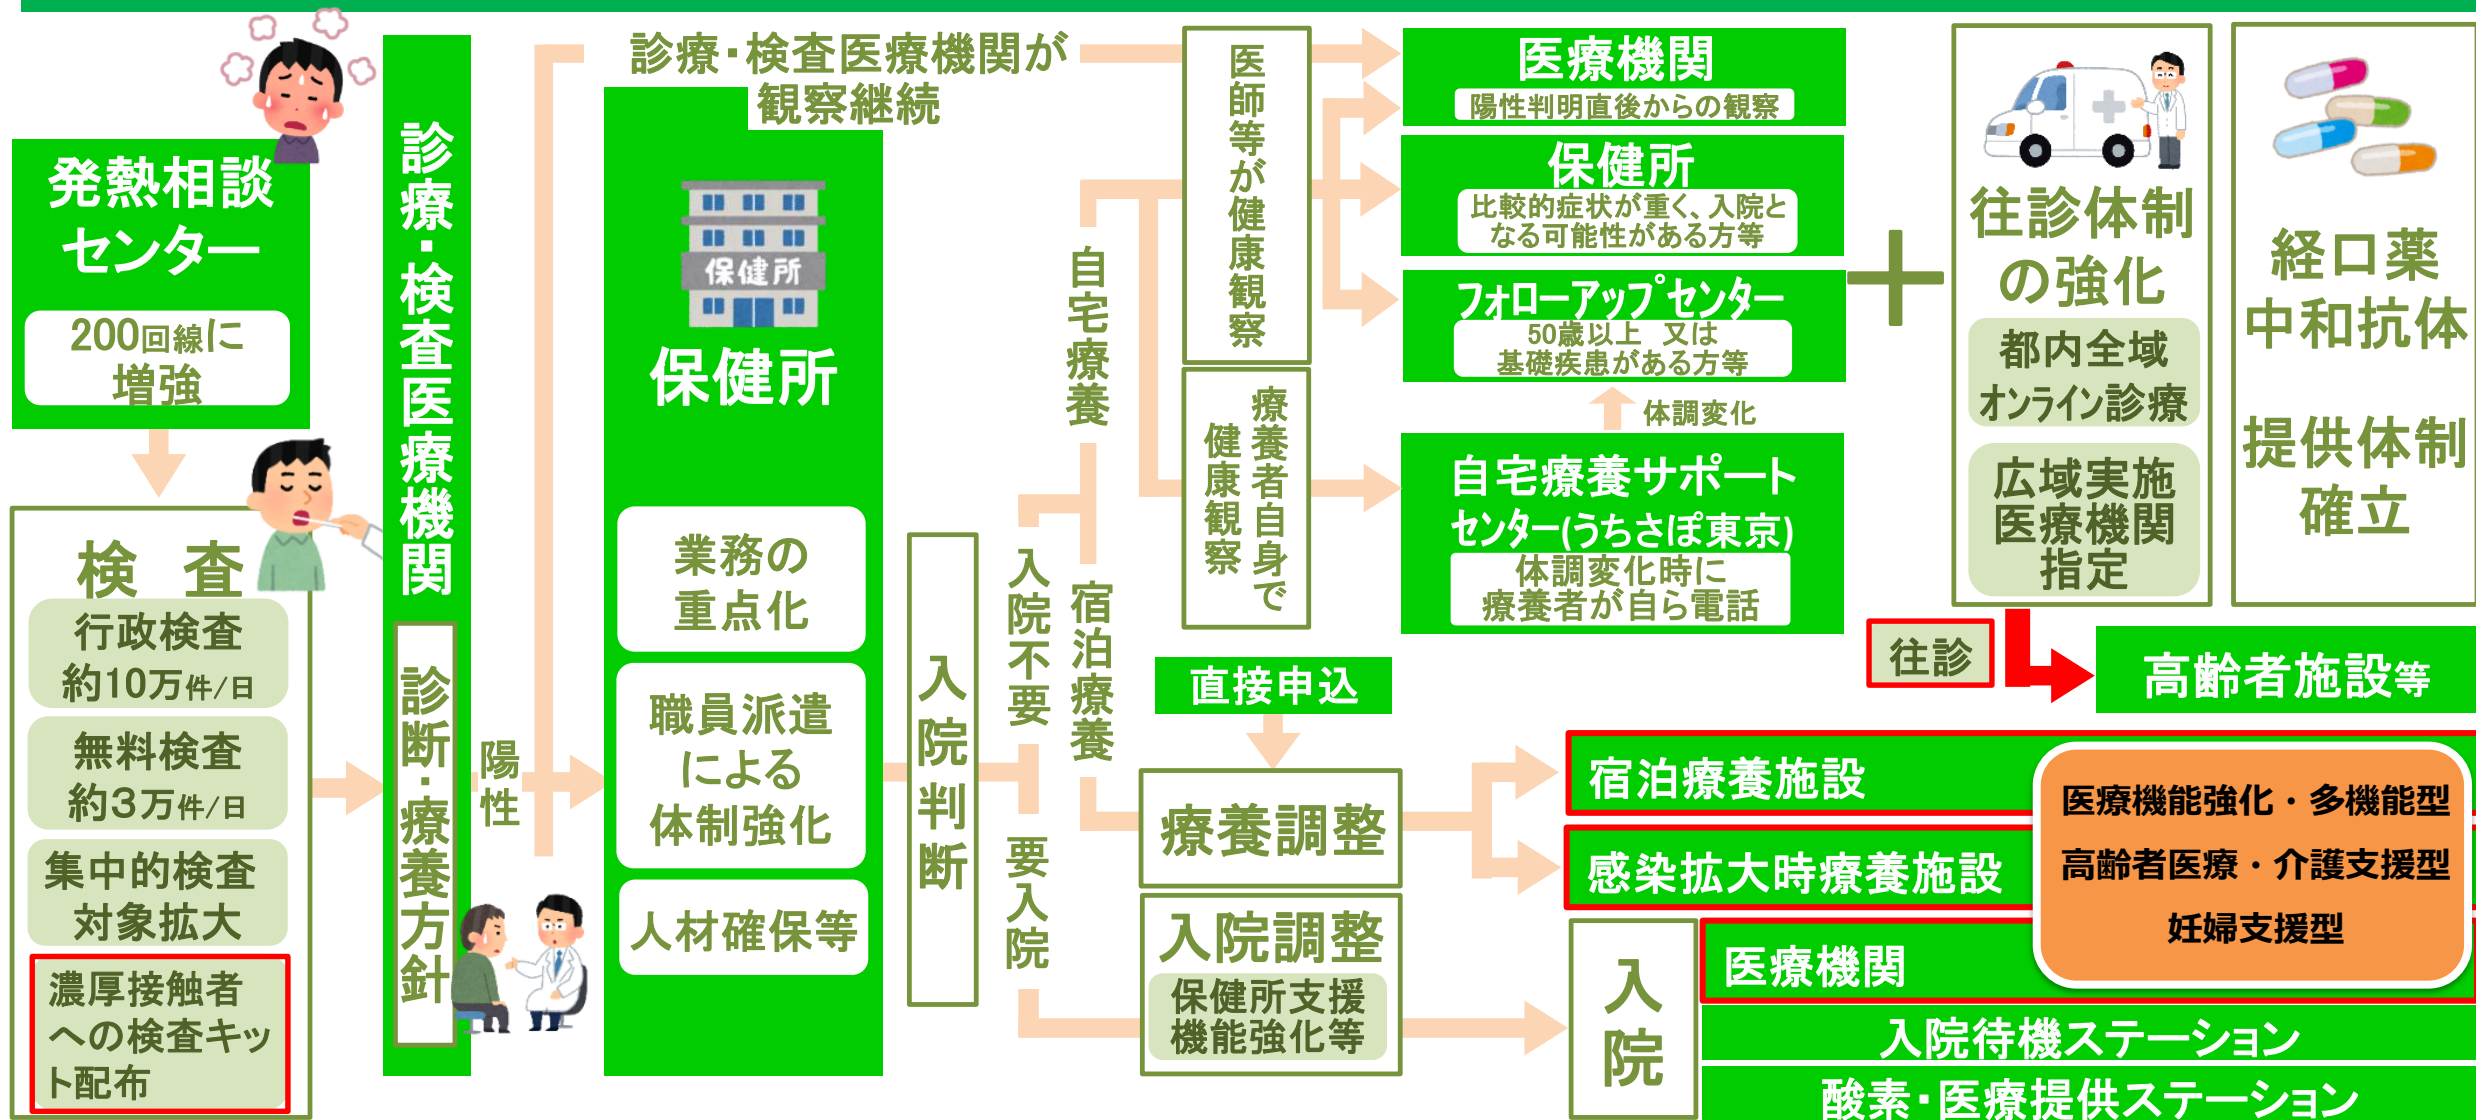 発熱相談
センター
200回線に
増強
検 査
行政検査
約10万件/日
無料検査
約3万件/日
集中的検査
対象拡大
濃厚接触者
への検査キッ
ト配布
診療・検査医療機関
診断・療養方針
陽性
診療・検査医療機関が
観察継続
保健所
保健所
業務の
重点化
職員派遣
による
体制強化
人材確保等
入院判断
入院不要
要入院
自宅療養
宿泊療養
医師等が健康観察
療養者自身で
健康観察
医療機関
陽性判明直後からの観察
保健所
比較的症状が重く、入院と
なる可能性がある方等
フォローアップセンター
50歳以上 又は
基礎疾患がある方等
体調変化
自宅療養サポート
センター(うちさぽ東京)
体調変化時に
療養者が自ら電話
往診体制
の強化
都内全域
オンライン診療
広域実施
医療機関
指定
経口薬
中和抗体
提供体制
確立
往診
高齢者施設等
直接申込
療養調整
入院調整
保健所支援
機能強化等
宿泊療養施設
感染拡大時療養施設
医療機能強化・多機能型
高齢者医療・介護支援型
妊婦支援型
入院
医療機関
入院待機ステーション
酸素・医療提供ステーション